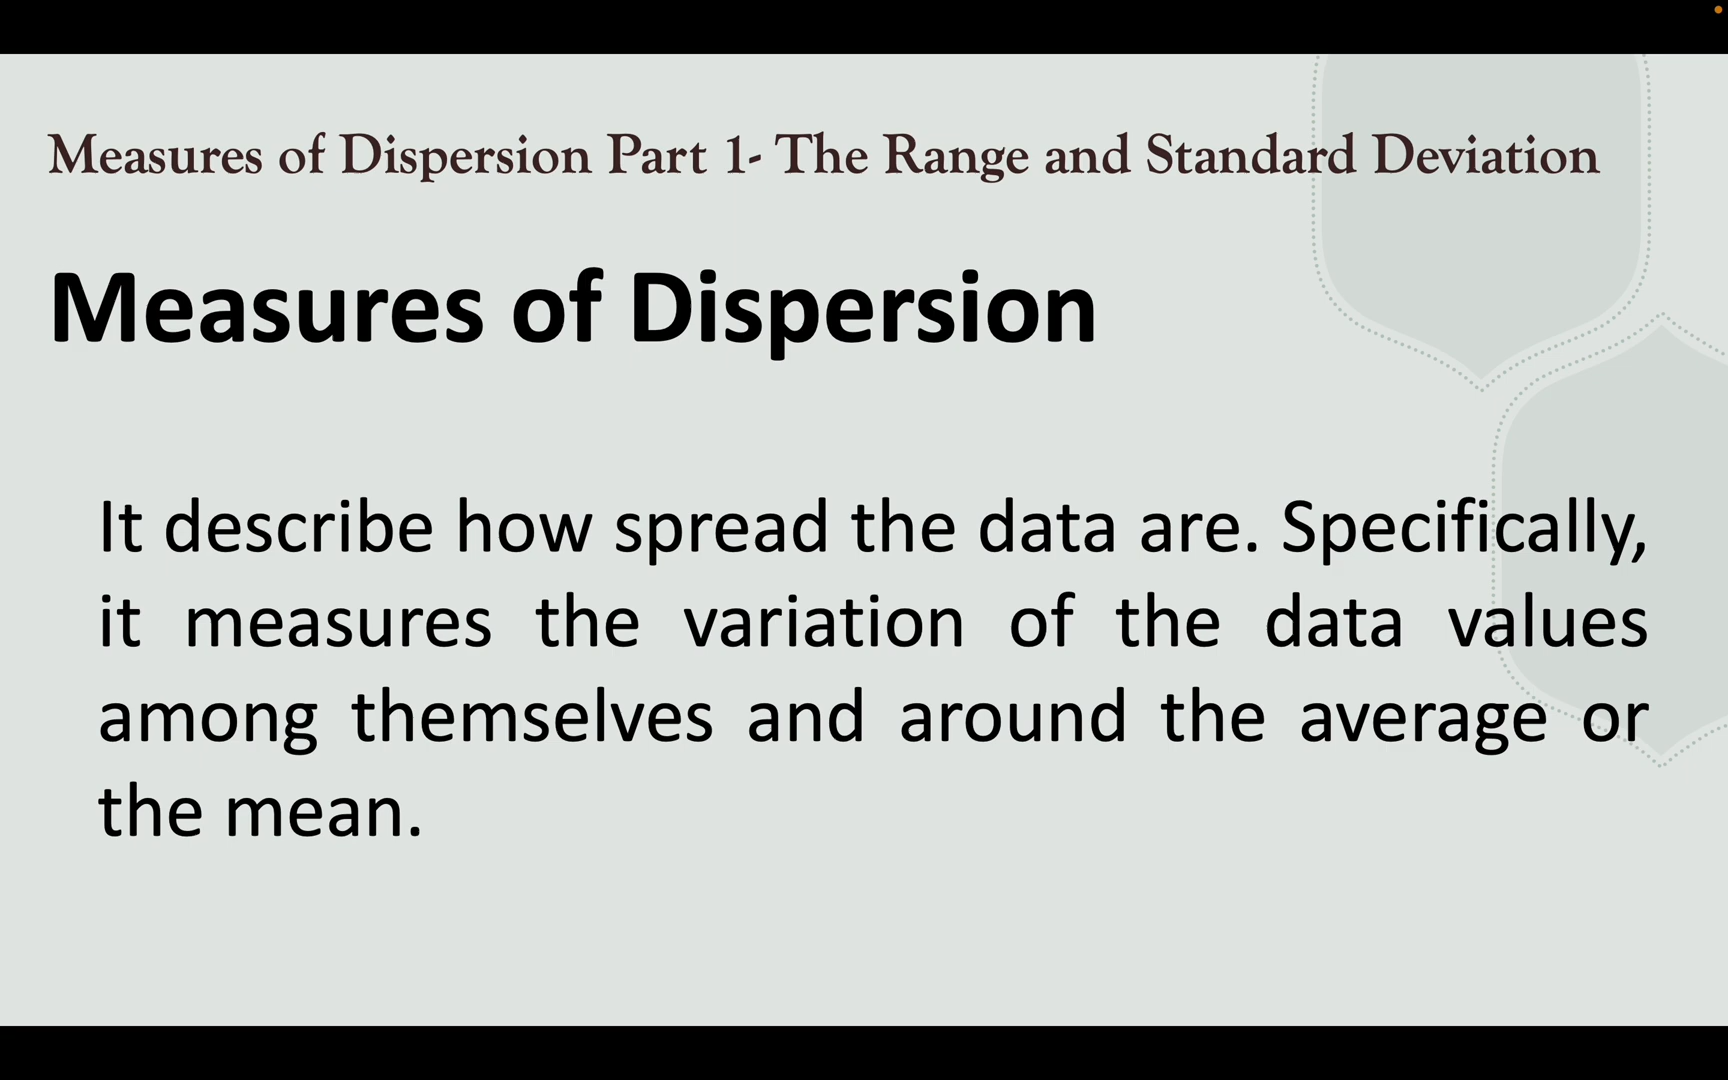 Measures of Dispersion Part 1- The Range and Standard Deviation
Measures of Dispersion
It describe how spread the data are. Specifically,
it measures the variation of the data values
among themselves and around the average or
the mean.